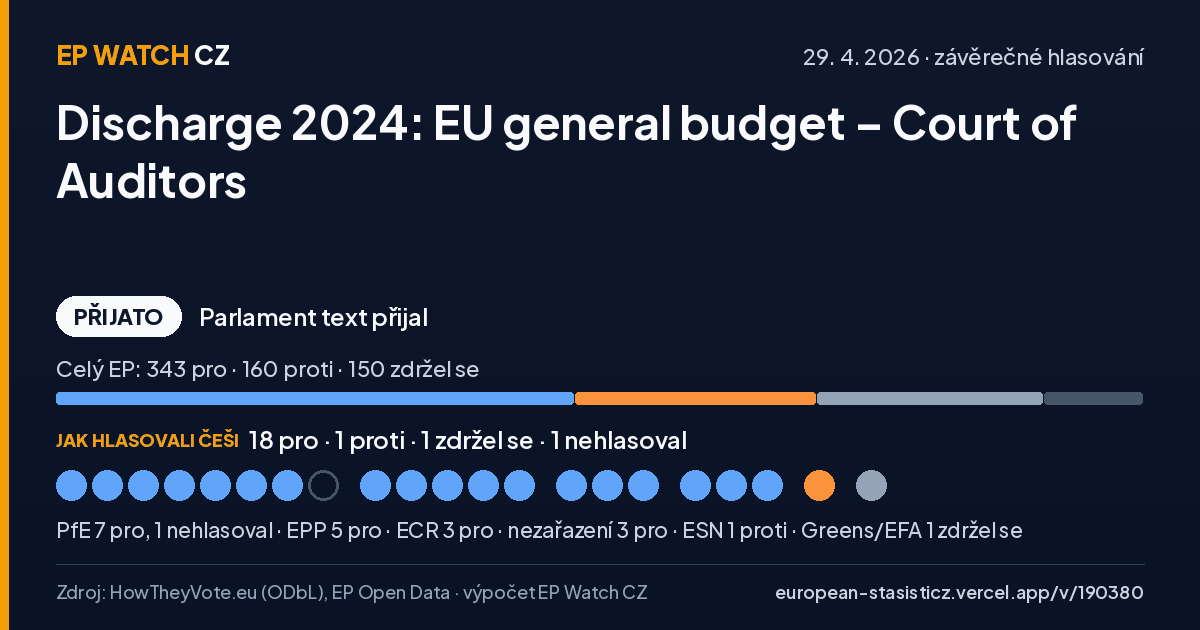 EP WATCH CZ
29. 4. 2026 · závěrečné hlasování
Discharge 2024: EU general budget – Court of
Auditors
PŘIJATO Parlament text přijal
Celý EP: 343 pro · 160 proti · 150 zdržel se
JAK HLASOVALI ČEŠI 18 pro · 1 proti · 1 zdržel se · 1 nehlasoval
PfE 7 pro, 1 nehlasoval · EPP 5 pro · ECR 3 pro · nezařazení 3 pro · ESN 1 proti · Greens/EFA 1 zdržel se
Zdroj: HowTheyVote.eu (ODbL), EP Open Data · výpočet EP Watch CZ
european-stasisticz.vercel.app/v/190380